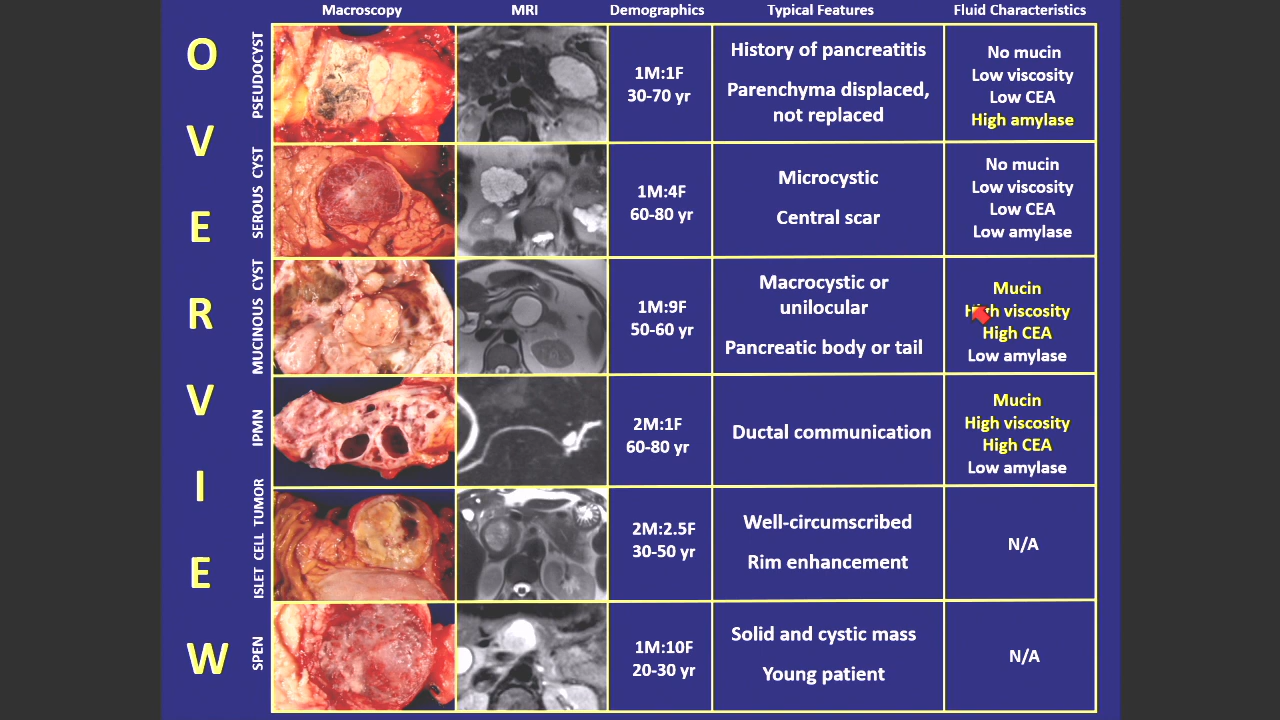 Macroscopy MRI Demographics Typical Features Fluid Characteristics
OVERVIEW
PSEUDOCYST
1M:1F
30-70 yr
History of pancreatitis
Parenchyma displaced,
not replaced
No mucin
Low viscosity
Low CEA
High amylase
SEROUS CYST
1M:4F
60-80 yr
Microcystic
Central scar
No mucin
Low viscosity
Low CEA
Low amylase
MUCINOUS CYST
1M:9F
50-60 yr
Macrocystic or
unilocular
Pancreatic body or tail
Mucin
High viscosity
High CEA
Low amylase
IPMN
2M:1F
60-80 yr
Ductal communication
Mucin
High viscosity
High CEA
Low amylase
ISLET CELL TUMOR
2M:2.5F
30-50 yr
Well-circumscribed
Rim enhancement
N/A
SPEN
1M:10F
20-30 yr
Solid and cystic mass
Young patient
N/A